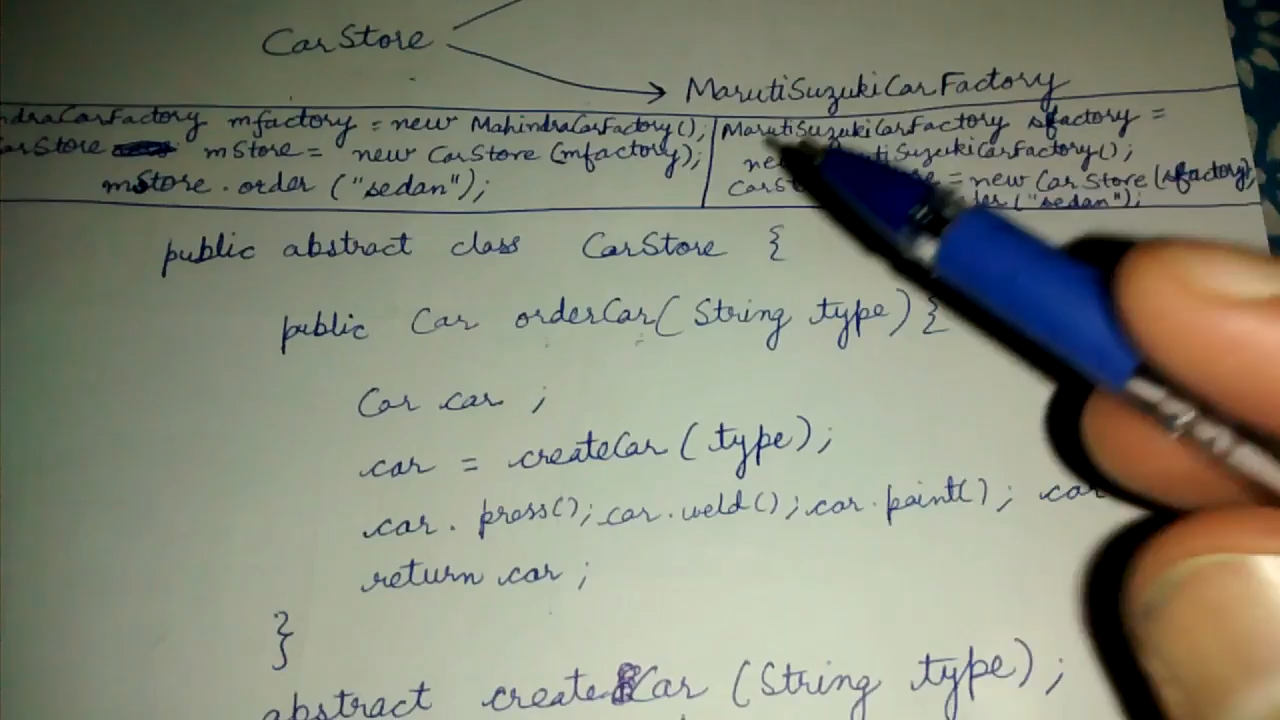 CarStore
MarutiSuzukiCarFactory
mfactory = new MahindraCarFactory();
mStore = new CarStore (mfactory);
mStore . order ("sedan");
MarutiSuzukiCarFactory sfactory =
SuzukiCarFactory();
= new CarStore (sfactory);
("sedan");
public abstract class CarStore {
public Car orderCar( String type) {
Car car ;
car = createCar ( type);
car . press(); car . weld(); car . paint();
return car ;
}
abstract createCar (String type);